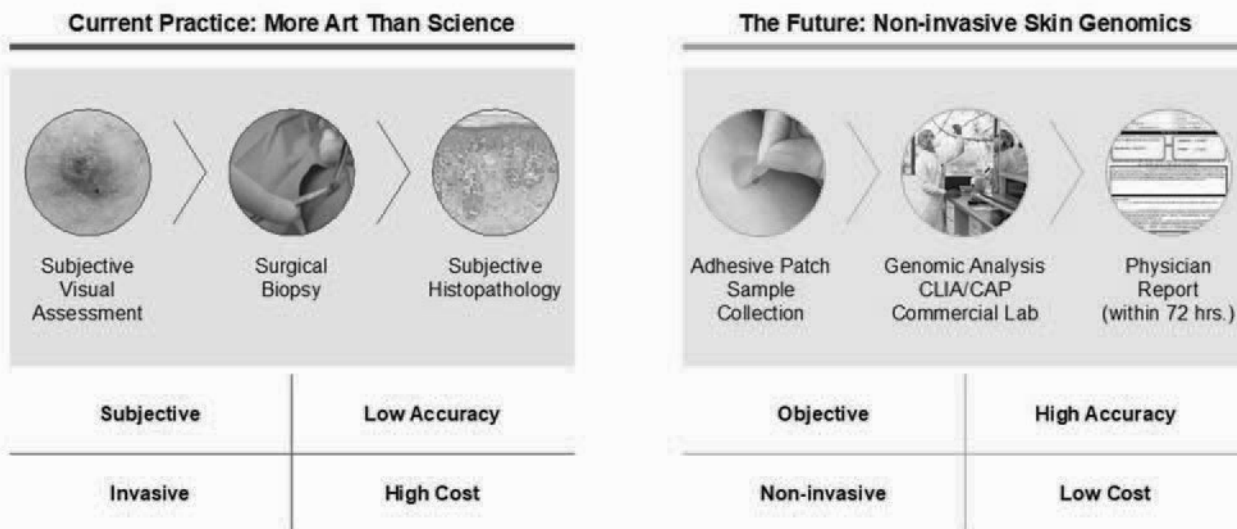 Current Practice: More Art Than Science
Subjective
Visual
Assessment
Surgical
Biopsy
Subjective
Histopathology
Subjective
Low Accuracy
Invasive
High Cost
The Future: Non-invasive Skin Genomics
Adhesive Patch
Sample
Collection
Genomic Analysis
CLIA/CAP
Commercial Lab
Physician
Report
(within 72 hrs.)
Objective
High Accuracy
Non-invasive
Low Cost